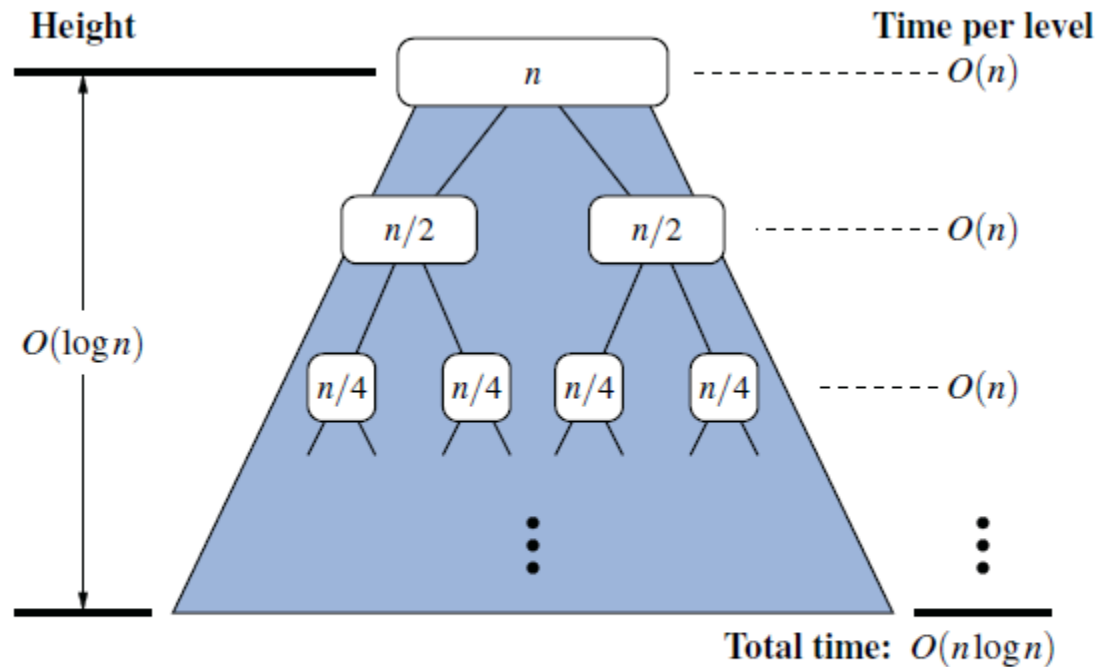 Height
Time per level
n
O(n)
n/2
n/2
O(n)
O(log n)
n/4
n/4
n/4
n/4
O(n)
Total time: O(n log n)